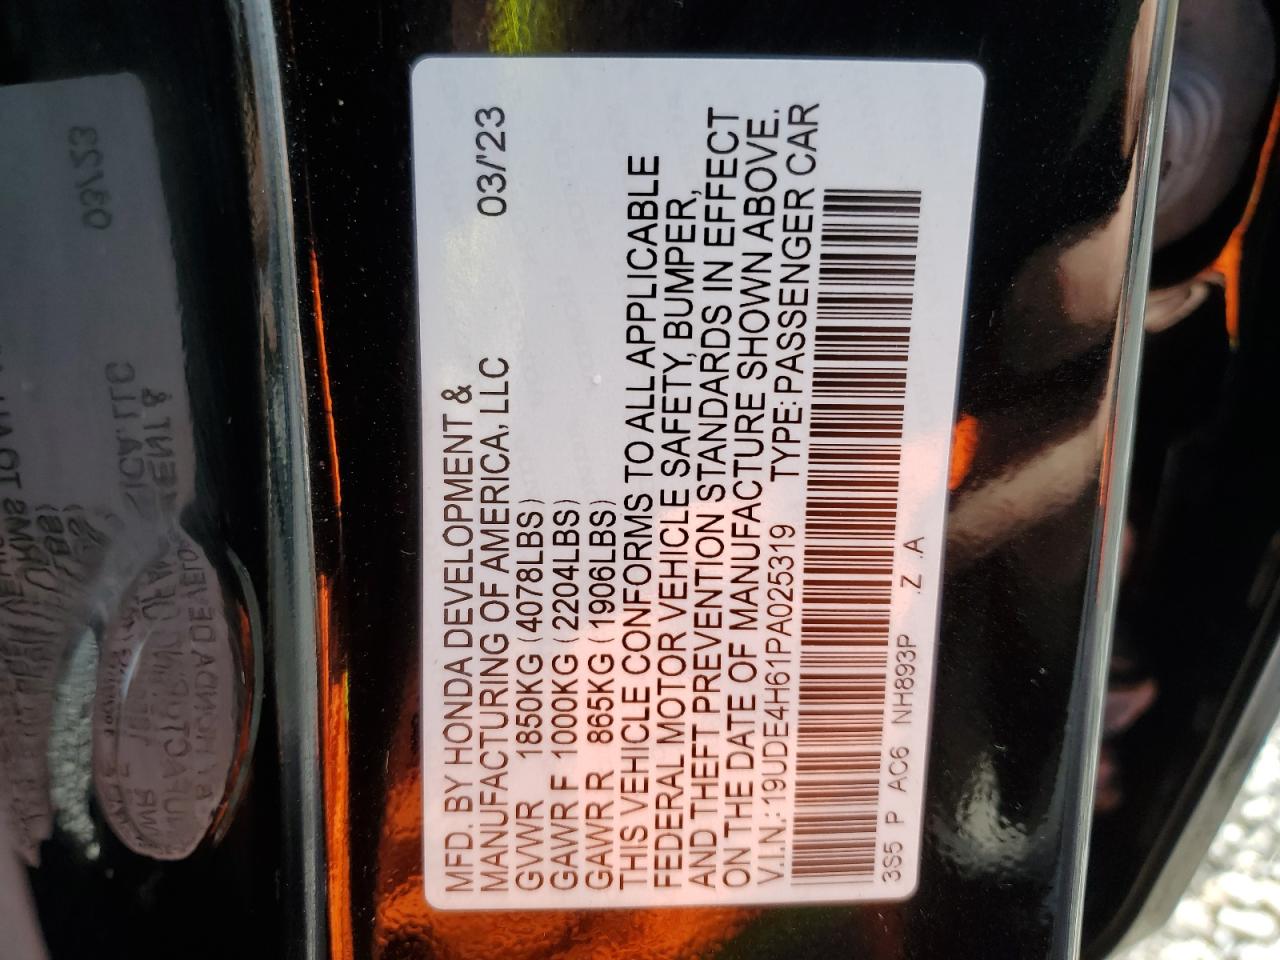 MFD. BY HONDA DEVELOPMENT &
MANUFACTURING OF AMERICA, LLC 03/'23
GVWR 1850KG (4078LBS)
GAWR F 1000KG (2204LBS)
GAWR R 865KG (1906LBS)
THIS VEHICLE CONFORMS TO ALL APPLICABLE
FEDERAL MOTOR VEHICLE SAFETY, BUMPER,
AND THEFT PREVENTION STANDARDS IN EFFECT
ON THE DATE OF MANUFACTURE SHOWN ABOVE.
V.I.N.: 19UDE4H61PA025319 TYPE: PASSENGER CAR
3S5 P AC6 NH893P .Z .A